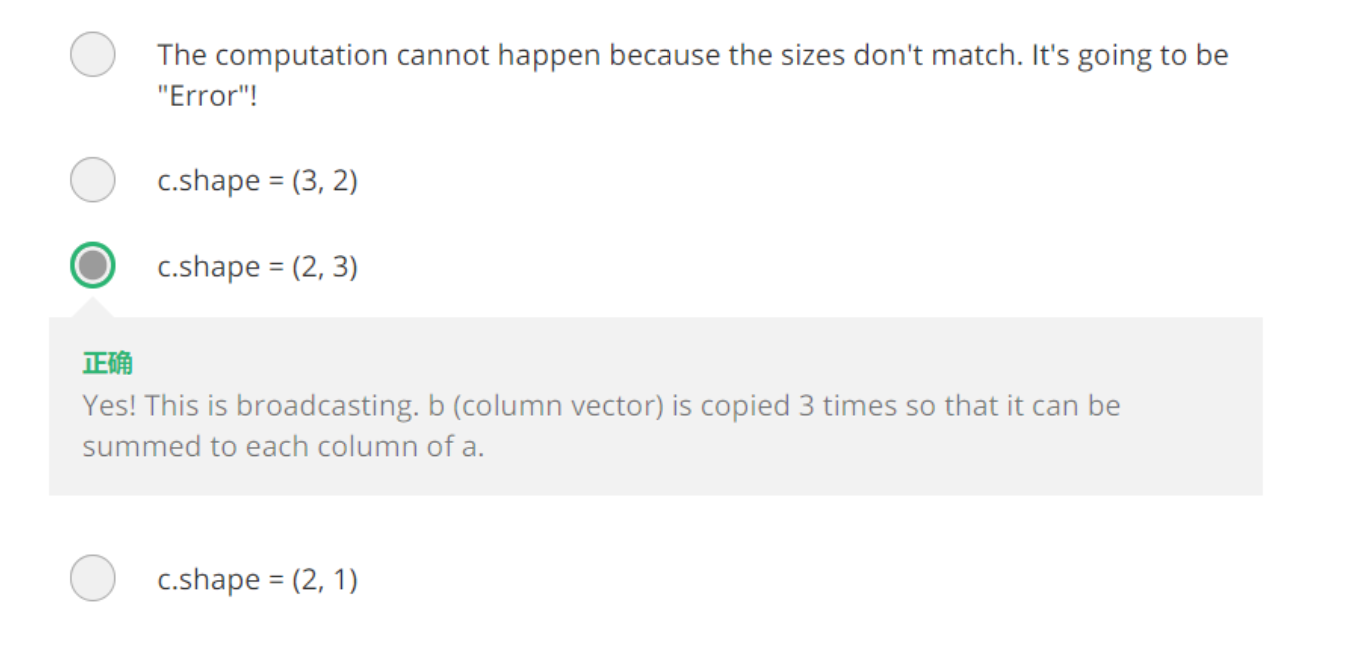 The computation cannot happen because the sizes don't match. It's going to be
"Error"!
c.shape = (3, 2)
c.shape = (2, 3)
正确
Yes! This is broadcasting. b (column vector) is copied 3 times so that it can be
summed to each column of a.
c.shape = (2, 1)